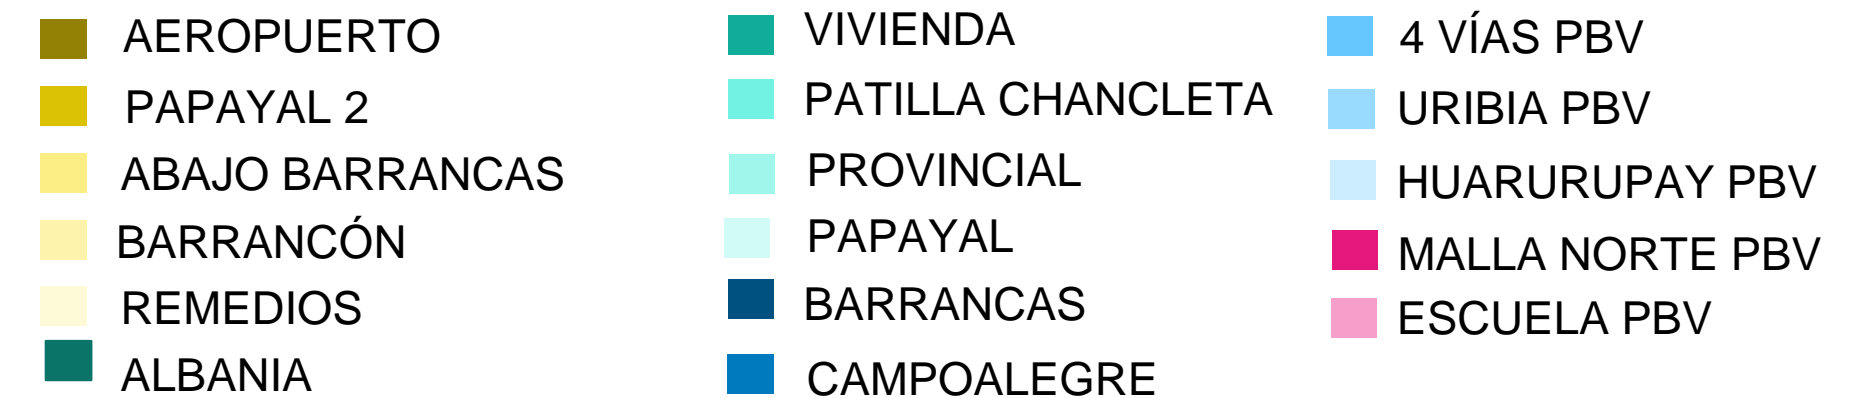 AEROPUERTO
PAPAYAL 2
ABAJO BARRANCAS
BARRANCÓN
REMEDIOS
ALBANIA
VIVIENDA
PATILLA CHANCLETA
PROVINCIAL
PAPAYAL
BARRANCAS
CAMPOALEGRE
4 VÍAS PBV
URIBIA PBV
HUARURUPAY PBV
MALLA NORTE PBV
ESCUELA PBV